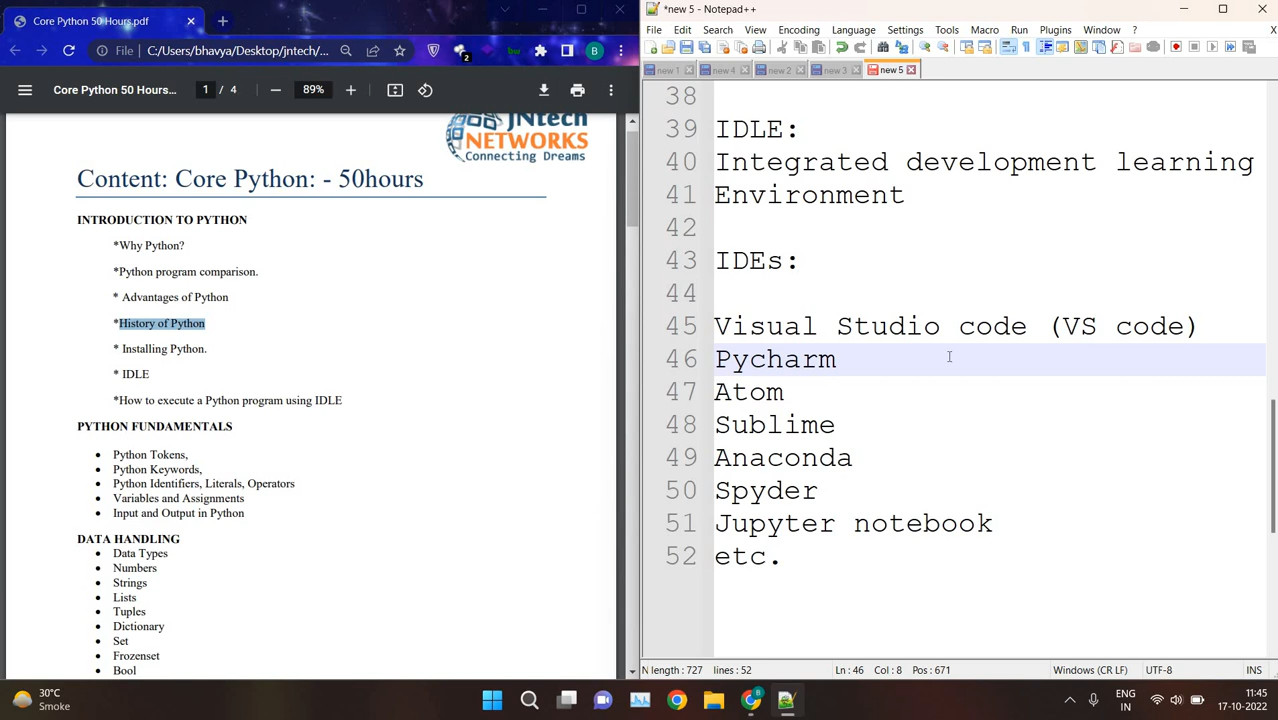 Core Python 50 Hours.pdf
File
C:/Users/bhavya/Desktop/jntech/...
2
B
Core Python 50 Hours...
1 / 4
89%
JNtech
NETWORKS
Connecting Dreams
Content: Core Python: - 50hours
INTRODUCTION TO PYTHON
*Why Python?
*Python program comparison.
* Advantages of Python
*History of Python
* Installing Python.
* IDLE
*How to execute a Python program using IDLE
PYTHON FUNDAMENTALS
• Python Tokens,
• Python Keywords,
• Python Identifiers, Literals, Operators
• Variables and Assignments
• Input and Output in Python
DATA HANDLING
• Data Types
• Numbers
• Strings
• Lists
• Tuples
• Dictionary
• Set
• Frozenset
• Bool
*new 5 - Notepad++
File Edit Search View Encoding Language Settings Tools Macro Run Plugins Window ?
new 1 new 4 new 2 new 3 new 5
38
39 IDLE:
40 Integrated development learning
41 Environment
42
43 IDEs:
44
45 Visual Studio code (VS code)
46 Pycharm
47 Atom
48 Sublime
49 Anaconda
50 Spyder
51 Jupyter notebook
52 etc.
N length : 727 lines : 52 Ln : 46 Col : 8 Pos : 671 Windows (CR LF) UTF-8 INS
30°C
Smoke
B
ENG
IN
11:45
17-10-2022